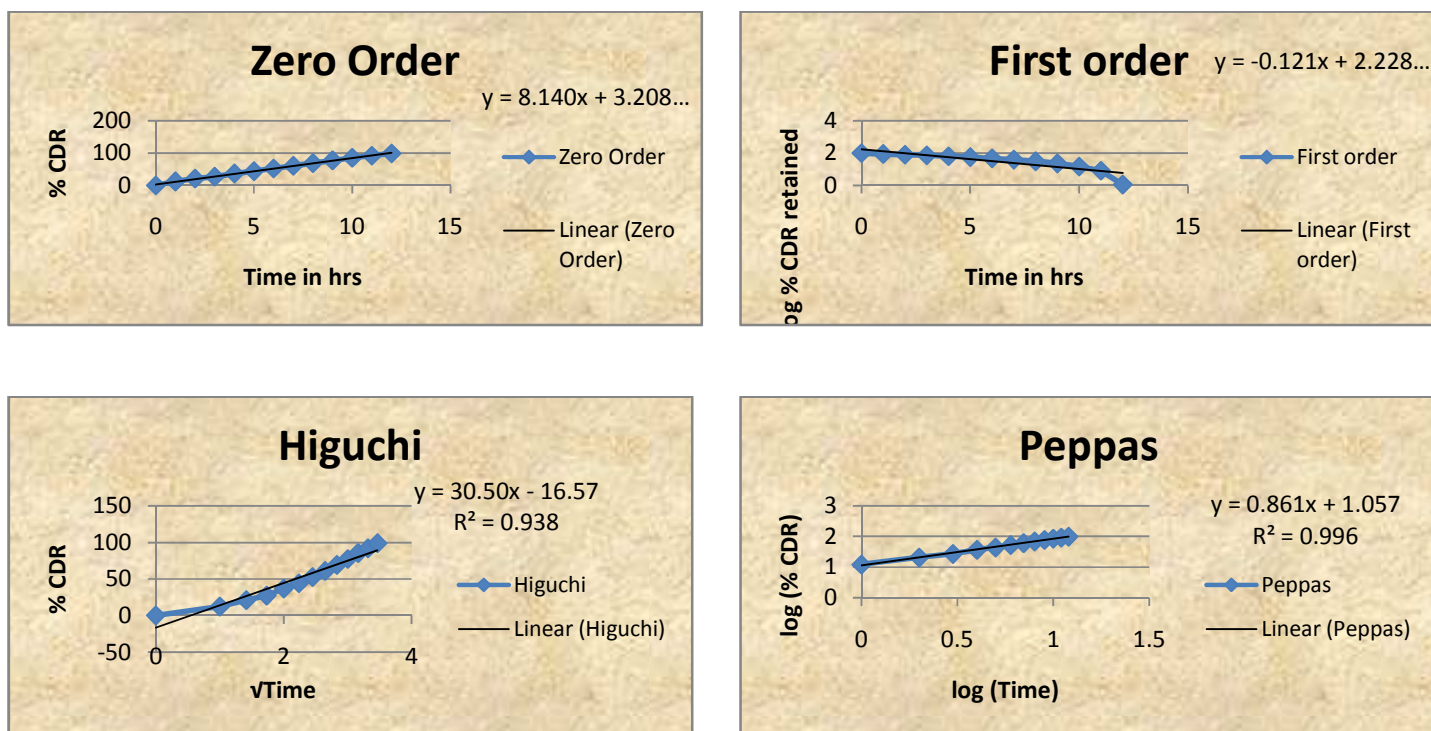 Zero Order
y = 8.140x + 3.208...
% CDR
200
100
0
0 5 10 15
Time in hrs
Zero Order
Linear (Zero
Order)
First order
y = -0.121x + 2.228...
og % CDR retained
4
2
0
0 5 10 15
Time in hrs
First order
Linear (First
order)
Higuchi
y = 30.50x - 16.57
R² = 0.938
% CDR
150
100
50
0
-50
0 2 4
√Time
Higuchi
Linear (Higuchi)
Peppas
y = 0.861x + 1.057
R² = 0.996
log (% CDR)
3
2
1
0
0 0.5 1 1.5
log (Time)
Peppas
Linear (Peppas)